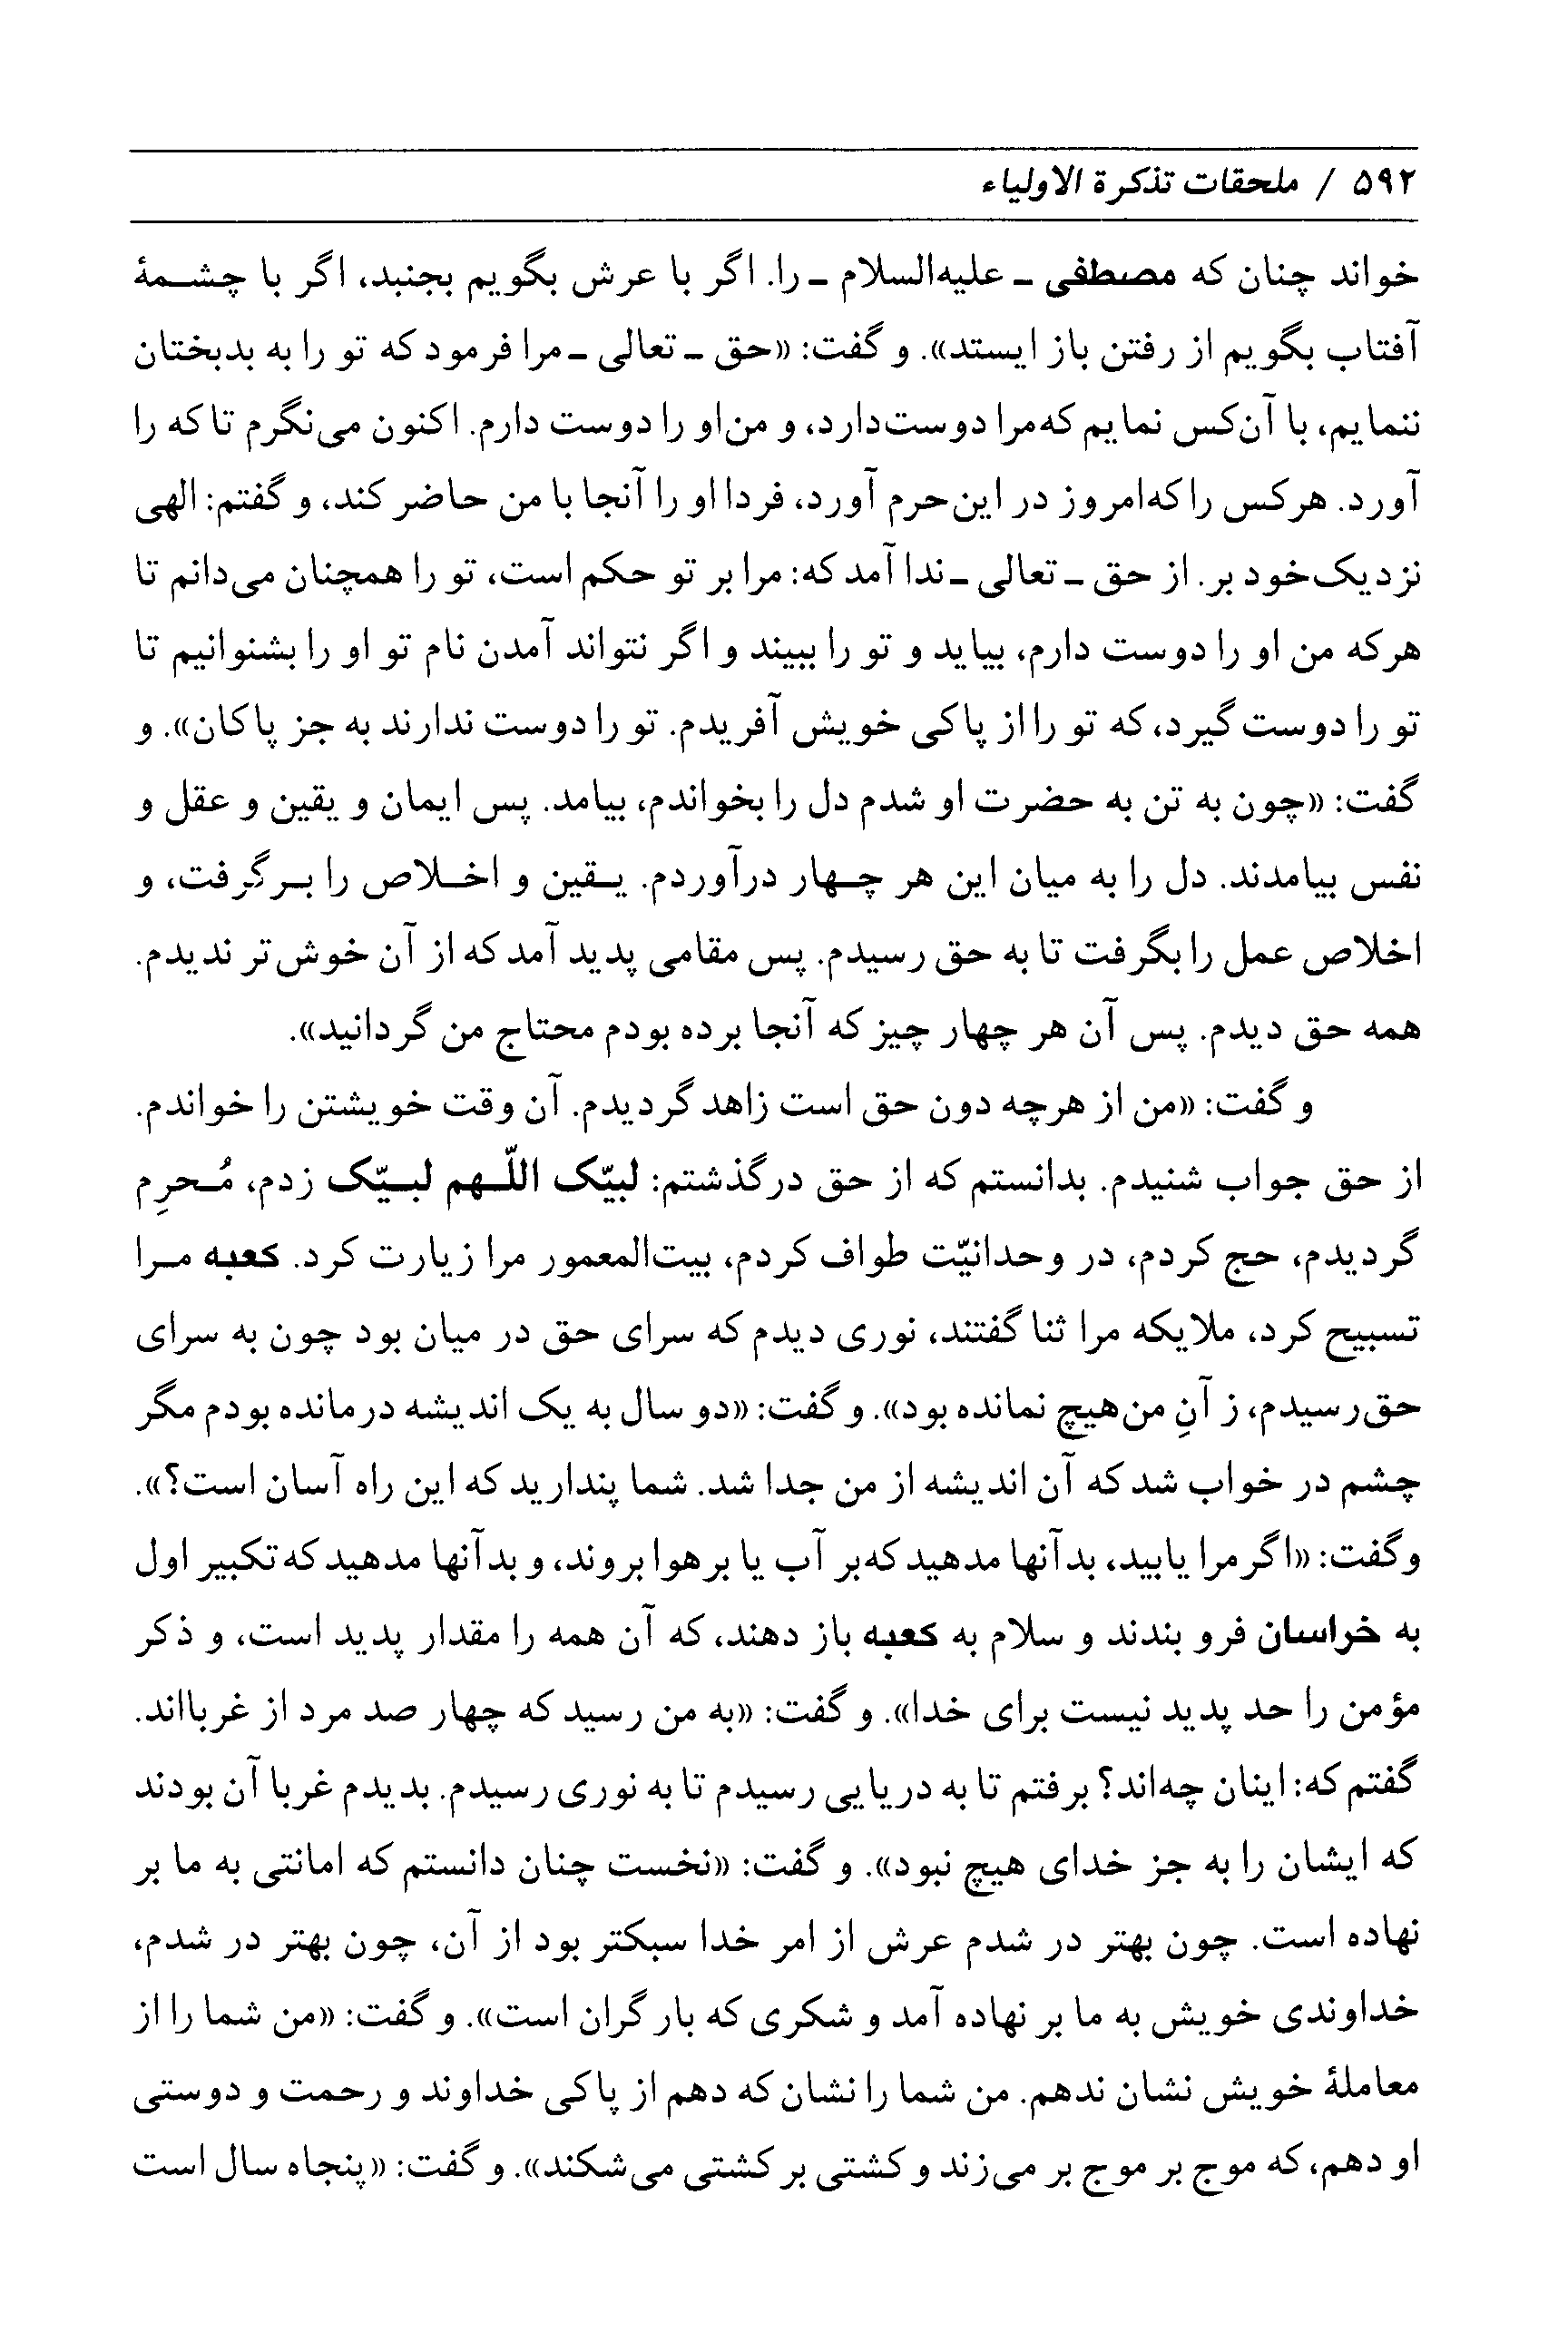 ۵۹۲ / ملحقات تذکرة الاولیاء
خواند چنان که مصطفی ـ علیه‌السلام ـ را. اگر با عرش بگویم بجنبد، اگر با چشـمهٔ
آفتاب بگویم از رفتن باز ایستد». و گفت: «حق ـ تعالی ـ مرا فرمود که تو را به بدبختان
ننمایم، با آن‌کس نمایم که‌مرا دوست‌دارد، و من‌او را دوست دارم. اکنون می‌نگرم تا که را
آورد. هرکس را که‌امروز در این‌حرم آورد، فردا او را آنجا با من حاضر کند، و گفتم: الهی
نزدیک‌خود بر. از حق ـ تعالی ـ ندا آمد که: مرا بر تو حکم است، تو را همچنان می‌دانم تا
هرکه من او را دوست دارم، بیاید و تو را ببیند و اگر نتواند آمدن نام تو او را بشنوانیم تا
تو را دوست گیرد، که تو را از پاکی خویش آفریدم. تو را دوست ندارند به جز پاکان». و
گفت: «چون به تن به حضرت او شدم دل را بخواندم، بیامد. پس ایمان و یقین و عقل و
نفس بیامدند. دل را به میان این هر چـهار درآوردم. یـقین و اخـلاص را بـرگرفت، و
اخلاص عمل را بگرفت تا به حق رسیدم. پس مقامی پدید آمد که از آن خوش‌تر ندیدم.
همه حق دیدم. پس آن هر چهار چیز که آنجا برده بودم محتاج من گردانید».
و گفت: «من از هرچه دون حق است زاهد گردیدم. آن وقت خویشتن را خواندم.
از حق جواب شنیدم. بدانستم که از حق درگذشتم: لبیّک اللّـهم لبـیّک زدم، مُـحرِم
گردیدم، حج کردم، در وحدانیّت طواف کردم، بیت‌المعمور مرا زیارت کرد. کعبه مـرا
تسبیح کرد، ملایکه مرا ثنا گفتند، نوری دیدم که سرای حق در میان بود چون به سرای
حق‌رسیدم، ز آنِ من‌هیچ نمانده بود». و گفت: «دو سال به یک اندیشه درمانده بودم مگر
چشم در خواب شد که آن اندیشه از من جدا شد. شما پندارید که این راه آسان است؟».
وگفت: «اگر مرا یابید، بدآنها مدهید که‌بر آب یا بر هوا بروند، و بدآنها مدهید که تکبیر اول
به خراسان فرو بندند و سلام به کعبه باز دهند، که آن همه را مقدار پدید است، و ذکر
مؤمن را حد پدید نیست برای خدا». و گفت: «به من رسید که چهار صد مرد از غربااند.
گفتم که: اینان چه‌اند؟ برفتم تا به دریایی رسیدم تا به نوری رسیدم. بدیدم غربا آن بودند
که ایشان را به جز خدای هیچ نبود». و گفت: «نخست چنان دانستم که امانتی به ما بر
نهاده است. چون بهتر در شدم عرش از امر خدا سبکتر بود از آن، چون بهتر در شدم،
خداوندی خویش به ما بر نهاده آمد و شکری که بار گران است». و گفت: «من شما را از
معاملهٔ خویش نشان ندهم. من شما را نشان که دهم از پاکی خداوند و رحمت و دوستی
او دهم، که موج بر موج بر می‌زند و کشتی بر کشتی می‌شکند». و گفت: «پنجاه سال است